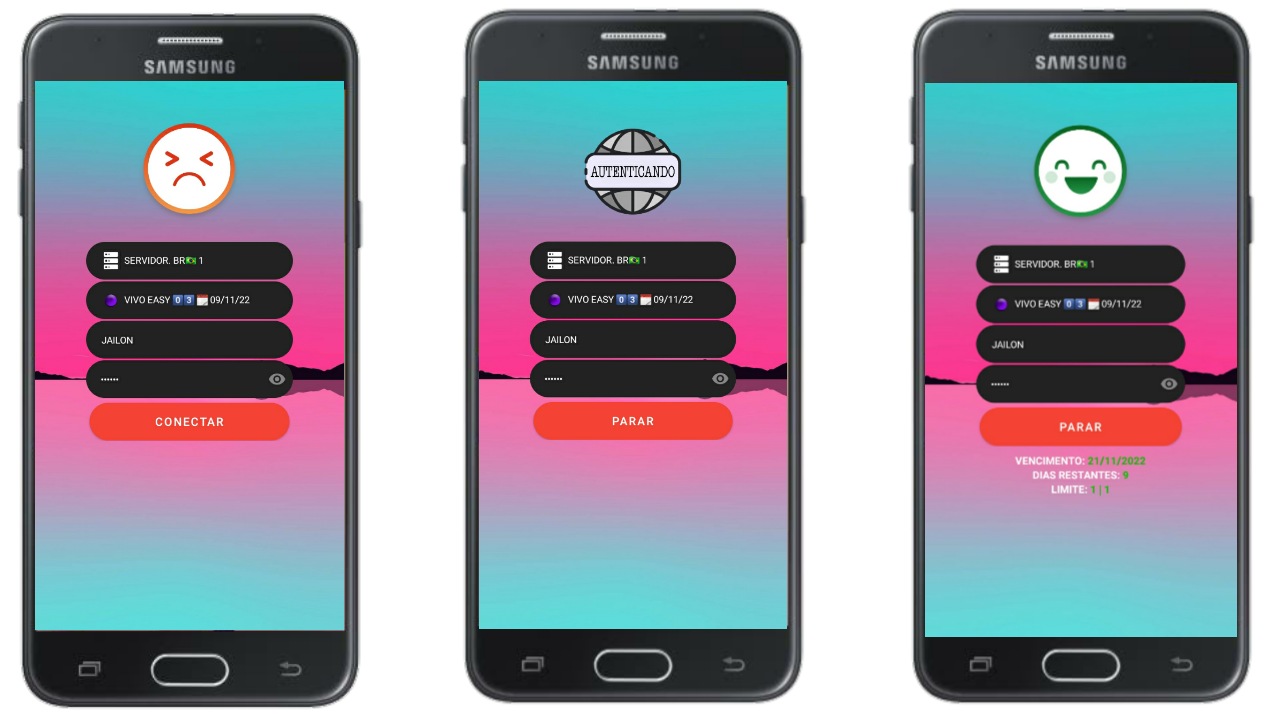 SAMSUNG
SERVIDOR. BR🇧🇷 1
VIVO EASY 0 3 09/11/22
JAILON
••••••
CONECTAR
SAMSUNG
AUTENTICANDO
SERVIDOR. BR🇧🇷 1
VIVO EASY 0 3 09/11/22
JAILON
••••••
PARAR
SAMSUNG
SERVIDOR. BR🇧🇷 1
VIVO EASY 0 3 09/11/22
JAILON
••••••
PARAR
VENCIMENTO: 21/11/2022
DIAS RESTANTES: 9
LIMITE: 1 | 1